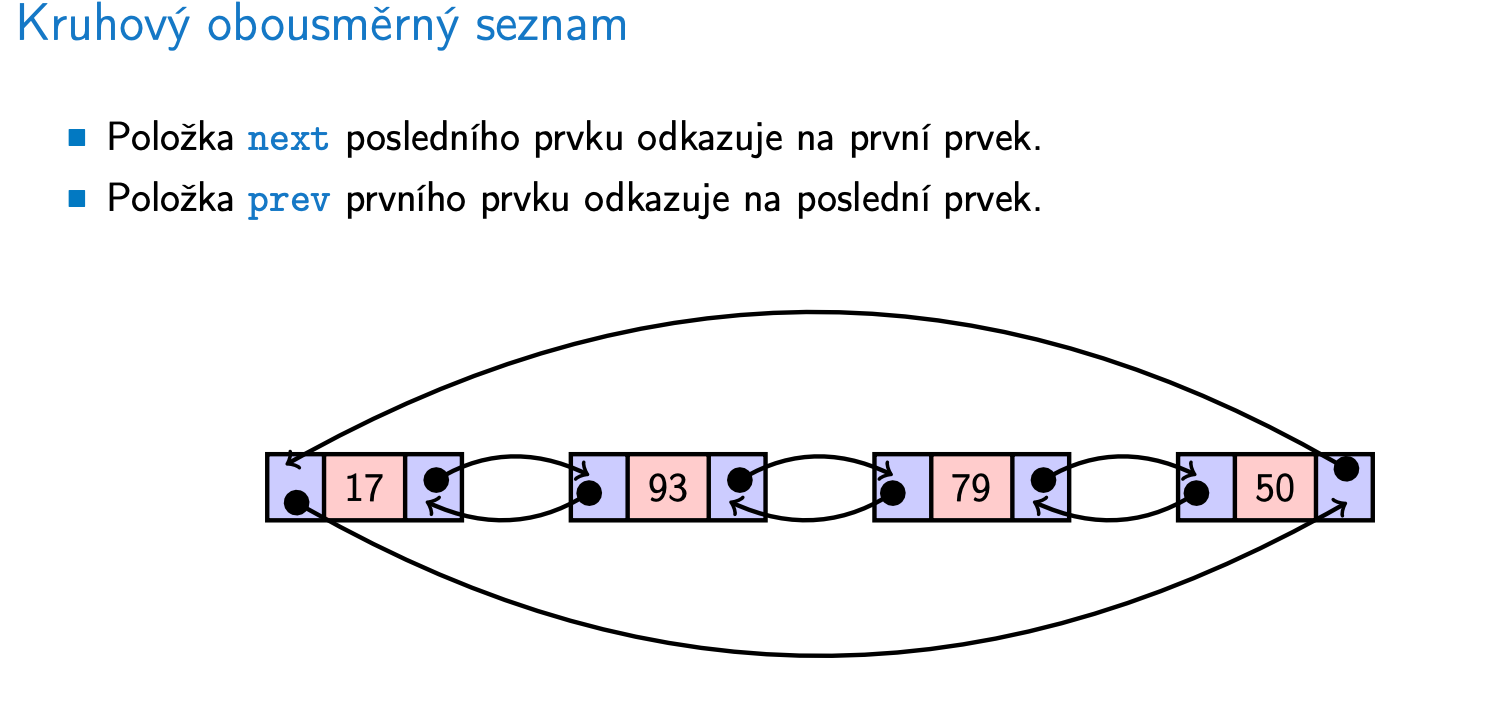 Kruhový obousměrný seznam
Položka next posledního prvku odkazuje na první prvek.
Položka prev prvního prvku odkazuje na poslední prvek.
17 93 79 50